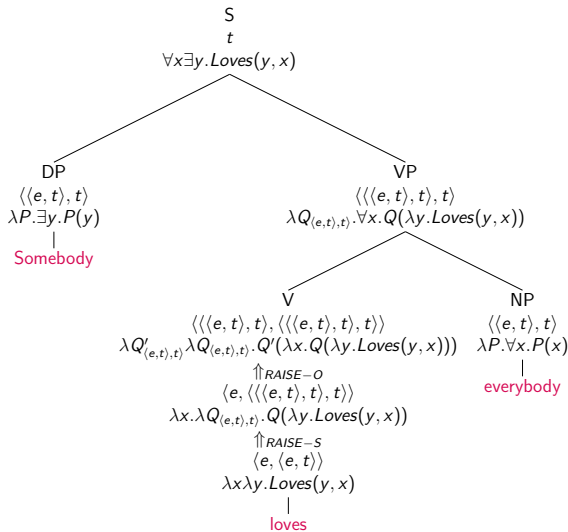 S
t
∀x∃y.Loves(y, x)
DP
⟨⟨e, t⟩, t⟩
λP.∃y.P(y)
Somebody
VP
⟨⟨⟨e, t⟩, t⟩, t⟩
λQ⟨⟨e,t⟩,t⟩.∀x.Q(λy.Loves(y, x))
V
⟨⟨⟨e, t⟩, t⟩, ⟨⟨⟨e, t⟩, t⟩, t⟩⟩
λQ′⟨⟨e,t⟩,t⟩λQ⟨⟨e,t⟩,t⟩.Q′(λx.Q(λy.Loves(y, x)))
⇑RAISE−O
⟨e, ⟨⟨⟨e, t⟩, t⟩, t⟩⟩
λx.λQ⟨⟨e,t⟩,t⟩.Q(λy.Loves(y, x))
⇑RAISE−S
⟨e, ⟨e, t⟩⟩
λxλy.Loves(y, x)
loves
NP
⟨⟨e, t⟩, t⟩
λP.∀x.P(x)
everybody